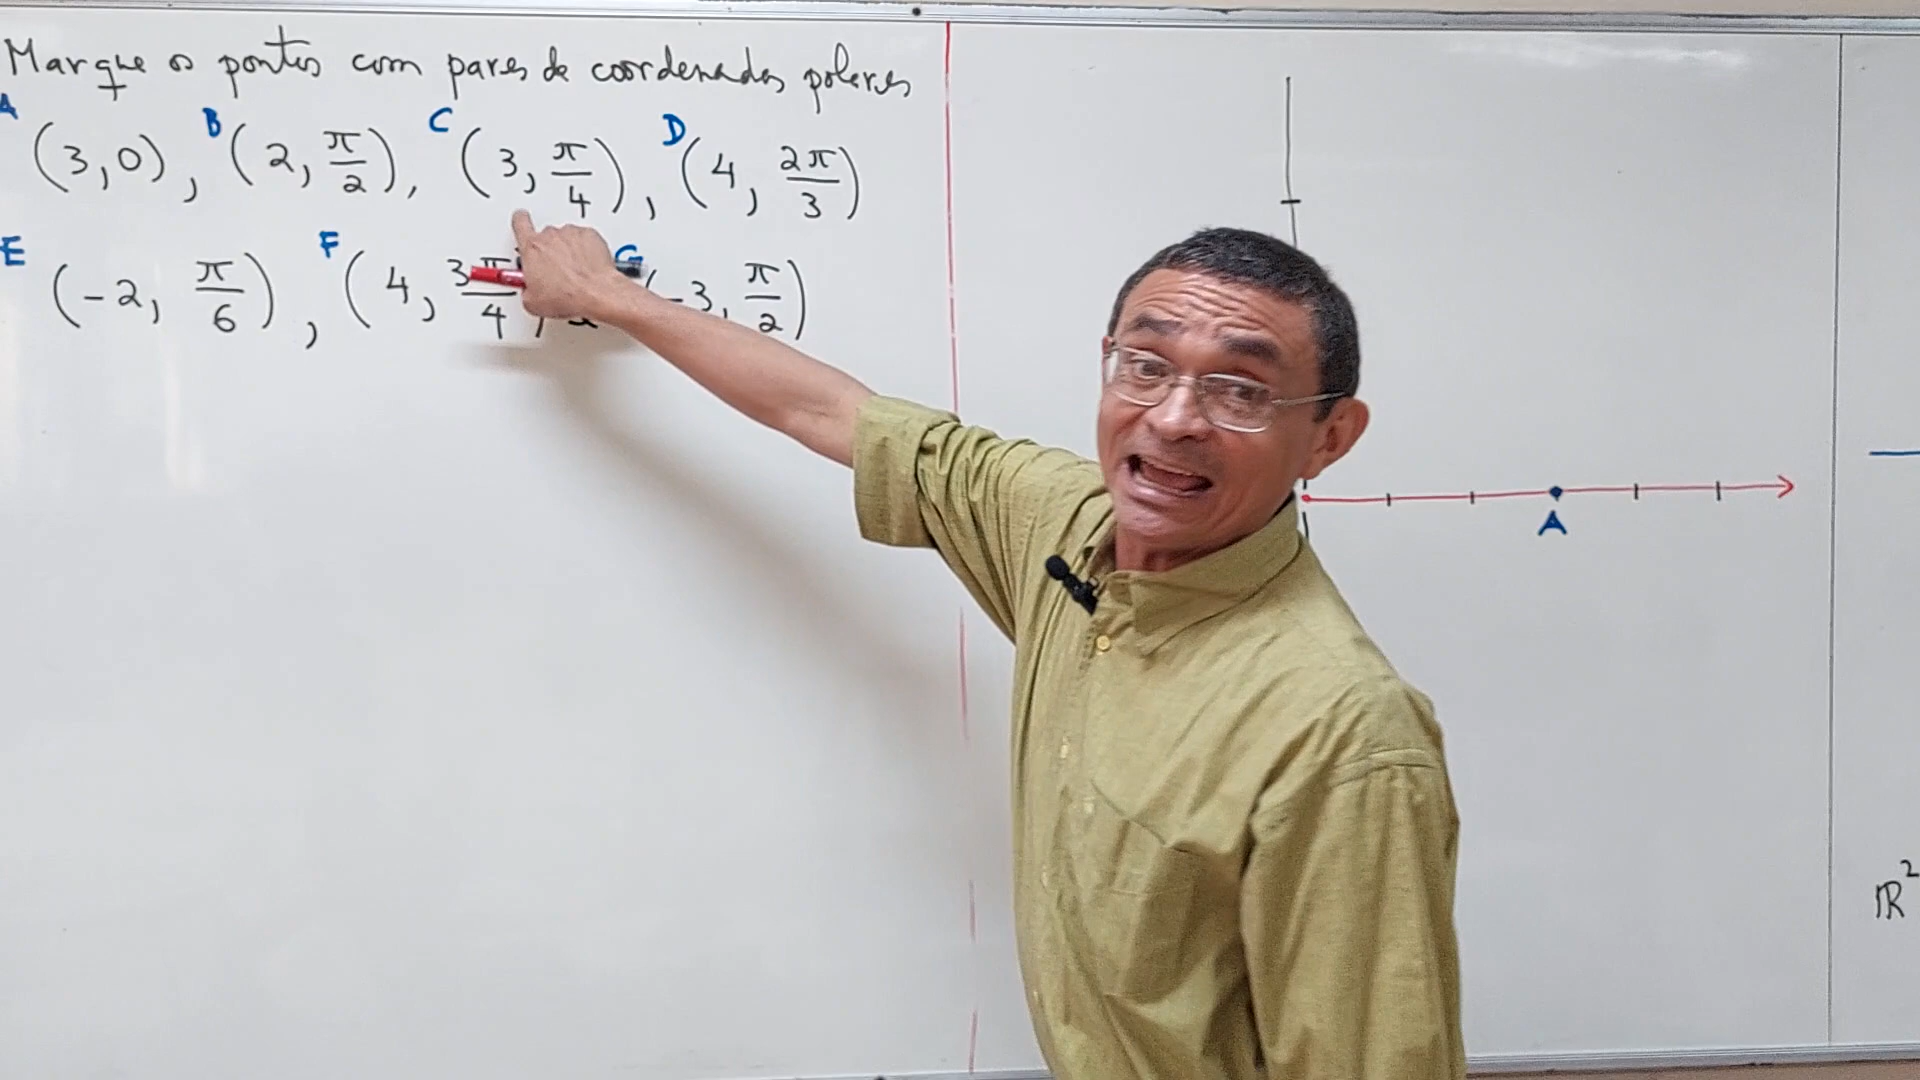 Marque os pontos com pares de coordenadas polares
A (3, 0), B (2, π/2), C (3, π/4), D (4, 2π/3)
E (-2, π/6), F (4, 3π/4), G (-3, π/2)
A
ℝ²